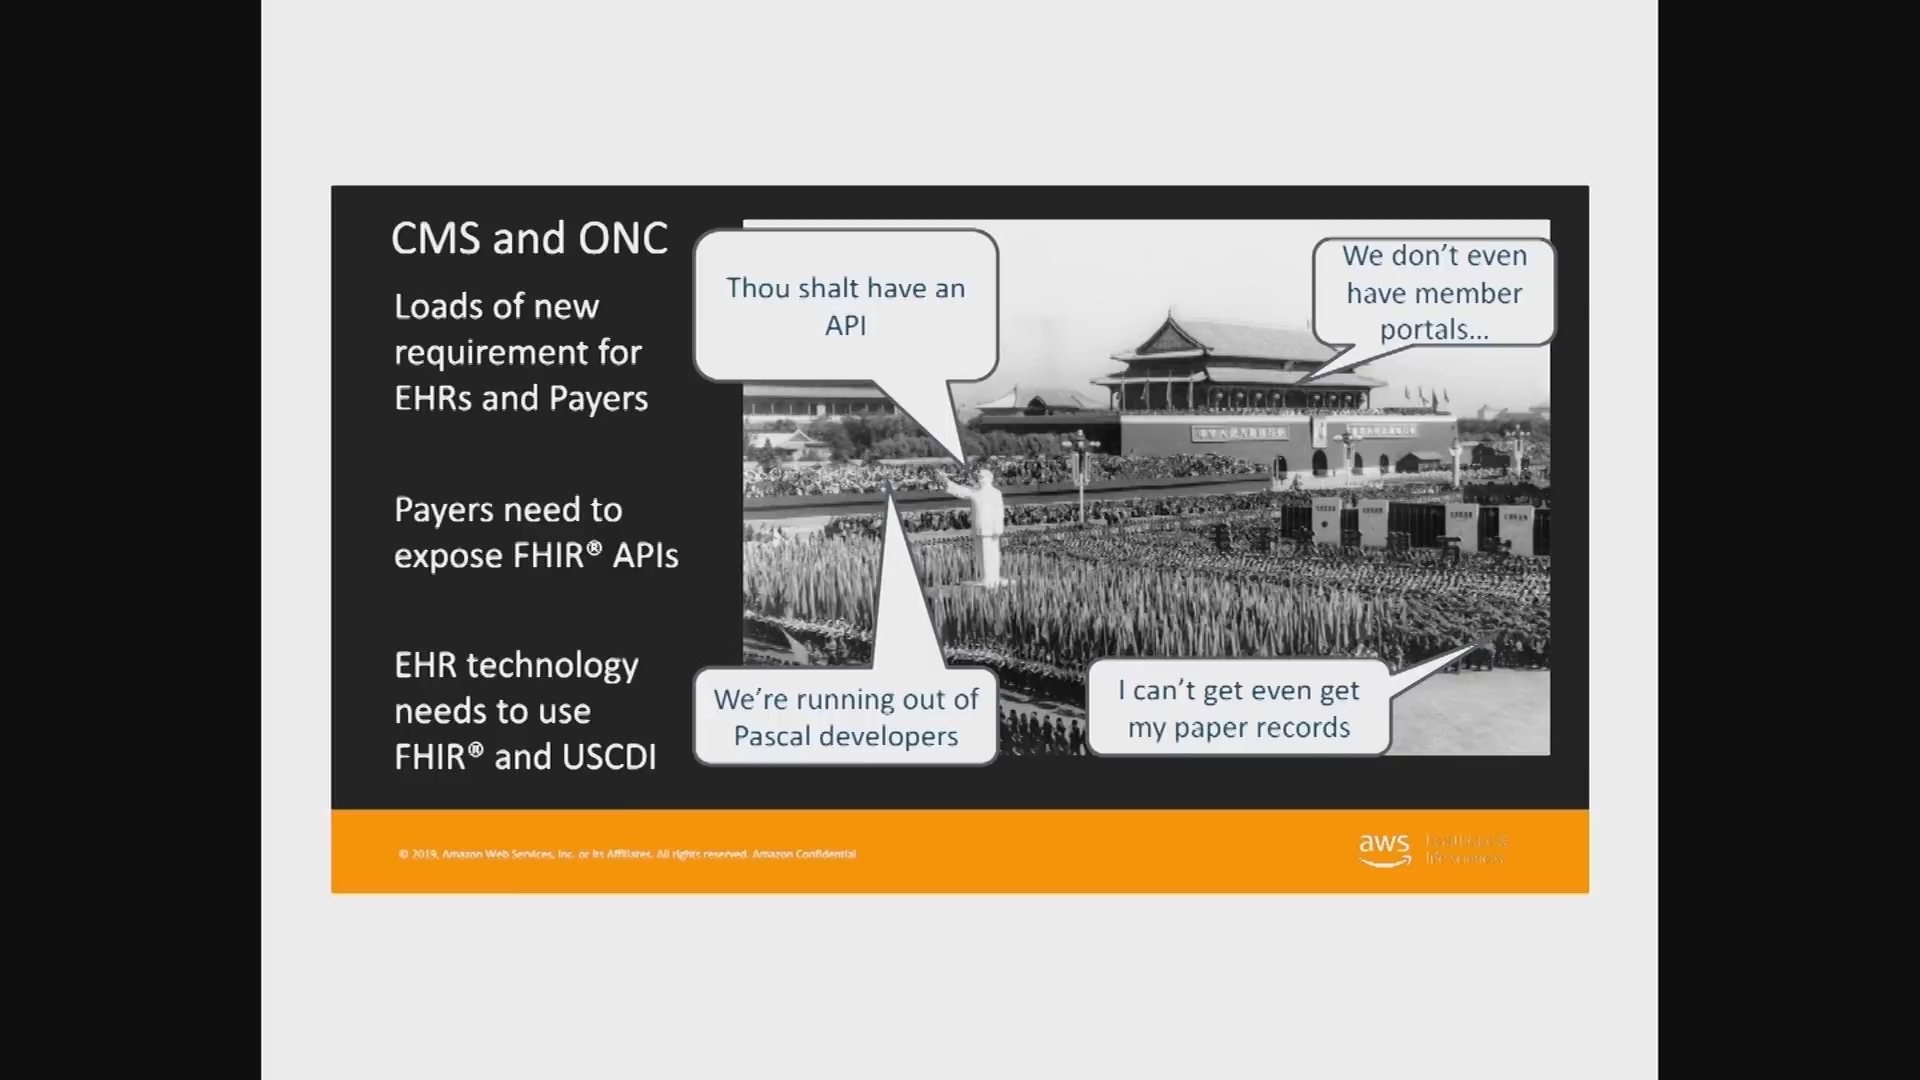 CMS and ONC
Loads of new
requirement for
EHRs and Payers
Payers need to
expose FHIR® APIs
EHR technology
needs to use
FHIR® and USCDI
Thou shalt have an
API
We don't even
have member
portals...
We're running out of
Pascal developers
I can't get even get
my paper records
© 2019, Amazon Web Services, Inc. or its Affiliates. All rights reserved. Amazon Confidential
aws
life sciences